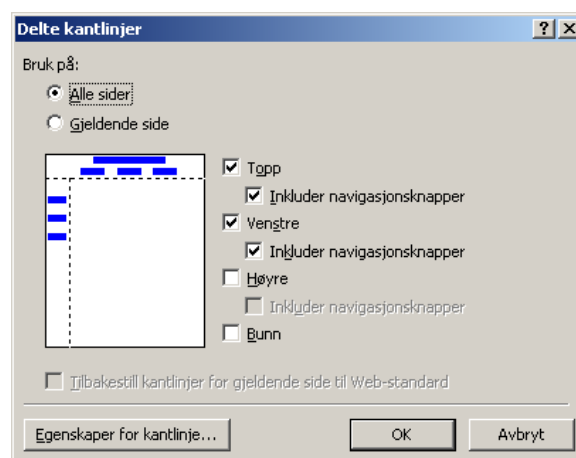 Delte kantlinjer
Bruk på:
Alle sider
Gjeldende side
Topp
Inkluder navigasjonsknapper
Venstre
Inkluder navigasjonsknapper
Høyre
Inkluder navigasjonsknapper
Bunn
Tilbakestill kantlinjer for gjeldende side til Web-standard
Egenskaper for kantlinje... OK Avbryt